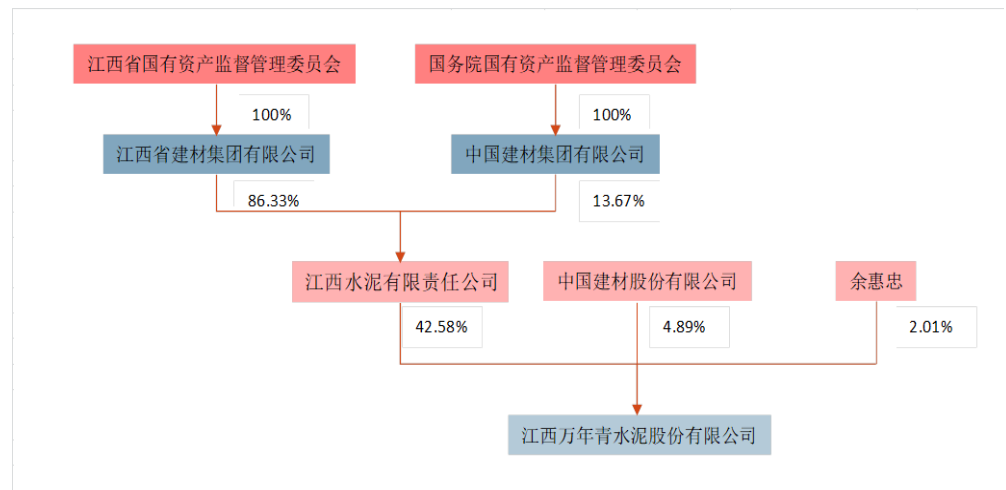 江西省国有资产监督管理委员会
国务院国有资产监督管理委员会
100%
100%
江西省建材集团有限公司
中国建材集团有限公司
86.33%
13.67%
江西水泥有限责任公司
中国建材股份有限公司
余惠忠
42.58%
4.89%
2.01%
江西万年青水泥股份有限公司